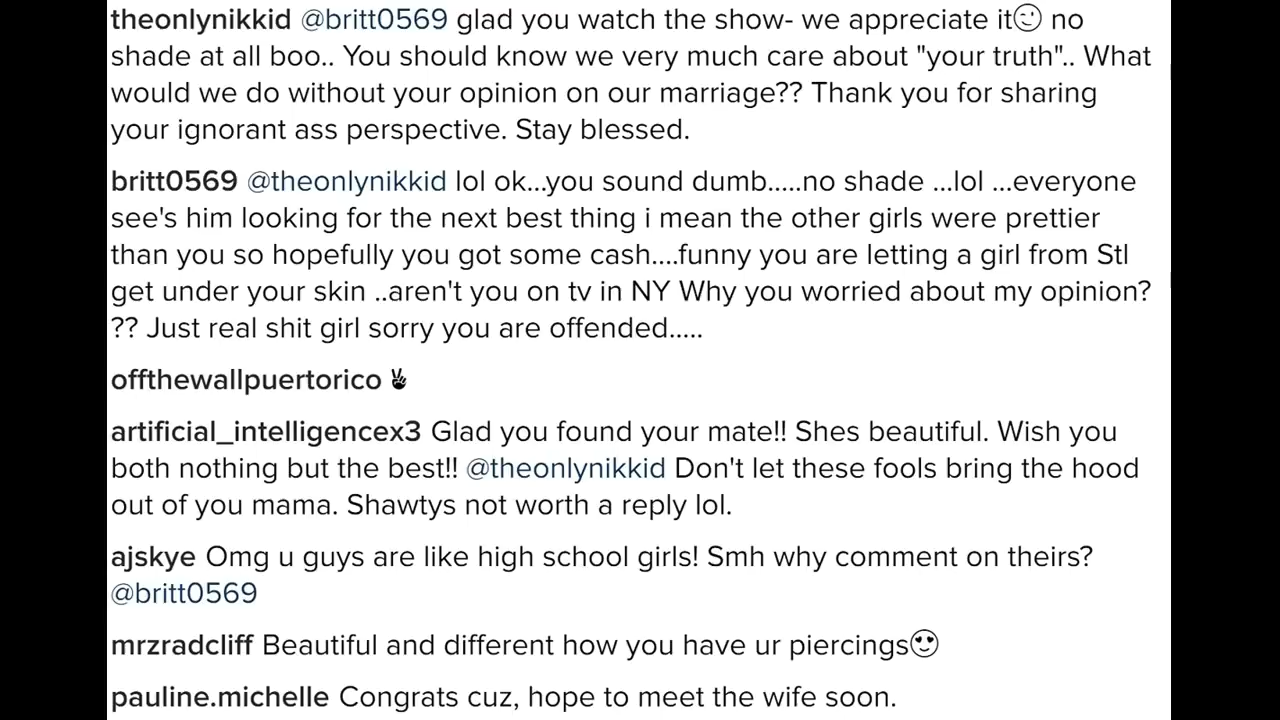 theonlynikkid @britt0569 glad you watch the show- we appreciate it😉 no
shade at all boo.. You should know we very much care about "your truth".. What
would we do without your opinion on our marriage?? Thank you for sharing
your ignorant ass perspective. Stay blessed.
britt0569 @theonlynikkid lol ok...you sound dumb.....no shade ...lol ...everyone
see's him looking for the next best thing i mean the other girls were prettier
than you so hopefully you got some cash....funny you are letting a girl from Stl
get under your skin ..aren't you on tv in NY Why you worried about my opinion?
?? Just real shit girl sorry you are offended.....
offthewallpuertorico ✌
artificial_intelligencex3 Glad you found your mate!! Shes beautiful. Wish you
both nothing but the best!! @theonlynikkid Don't let these fools bring the hood
out of you mama. Shawtys not worth a reply lol.
ajskye Omg u guys are like high school girls! Smh why comment on theirs?
@britt0569
mrzradcliff Beautiful and different how you have ur piercings😍
pauline.michelle Congrats cuz, hope to meet the wife soon.